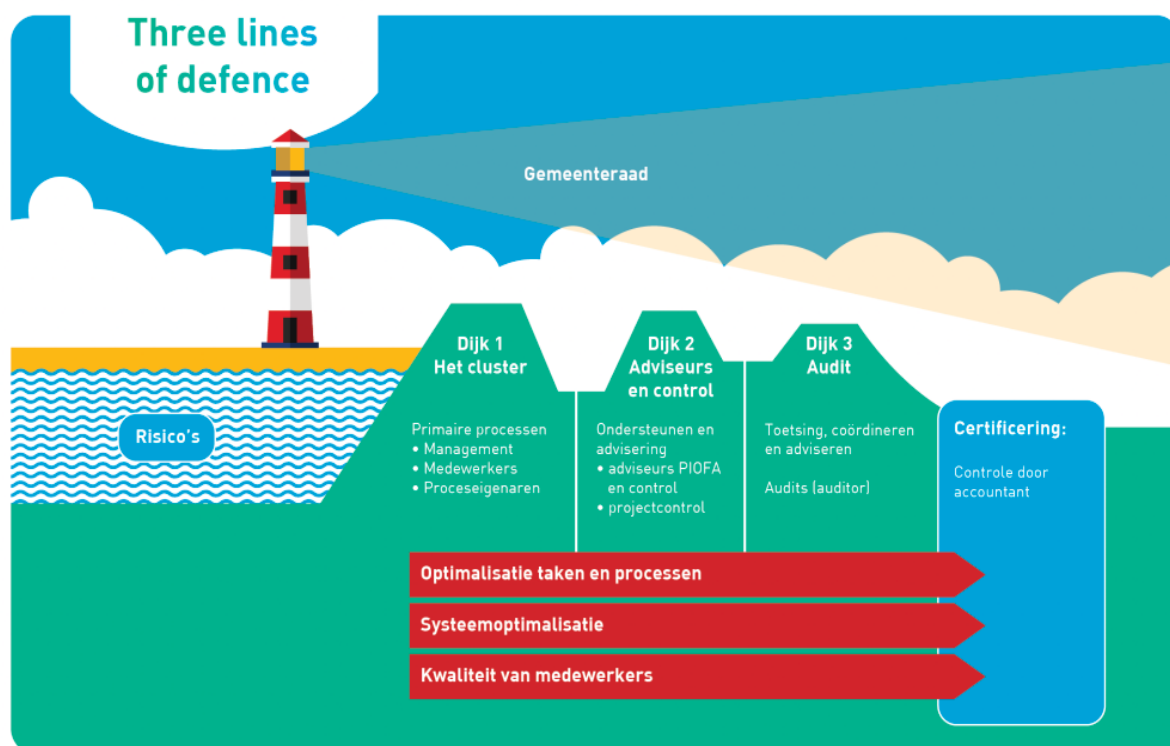 Three lines
of defence
Gemeenteraad
Risico's
Dijk 1
Het cluster
Primaire processen
• Management
• Medewerkers
• Proceseigenaren
Dijk 2
Adviseurs
en control
Ondersteunen en
advisering
• adviseurs PIOFA
en control
• projectcontrol
Dijk 3
Audit
Toetsing, coördineren
en adviseren
Audits (auditor)
Certificering:
Controle door
accountant
Optimalisatie taken en processen
Systeemoptimalisatie
Kwaliteit van medewerkers